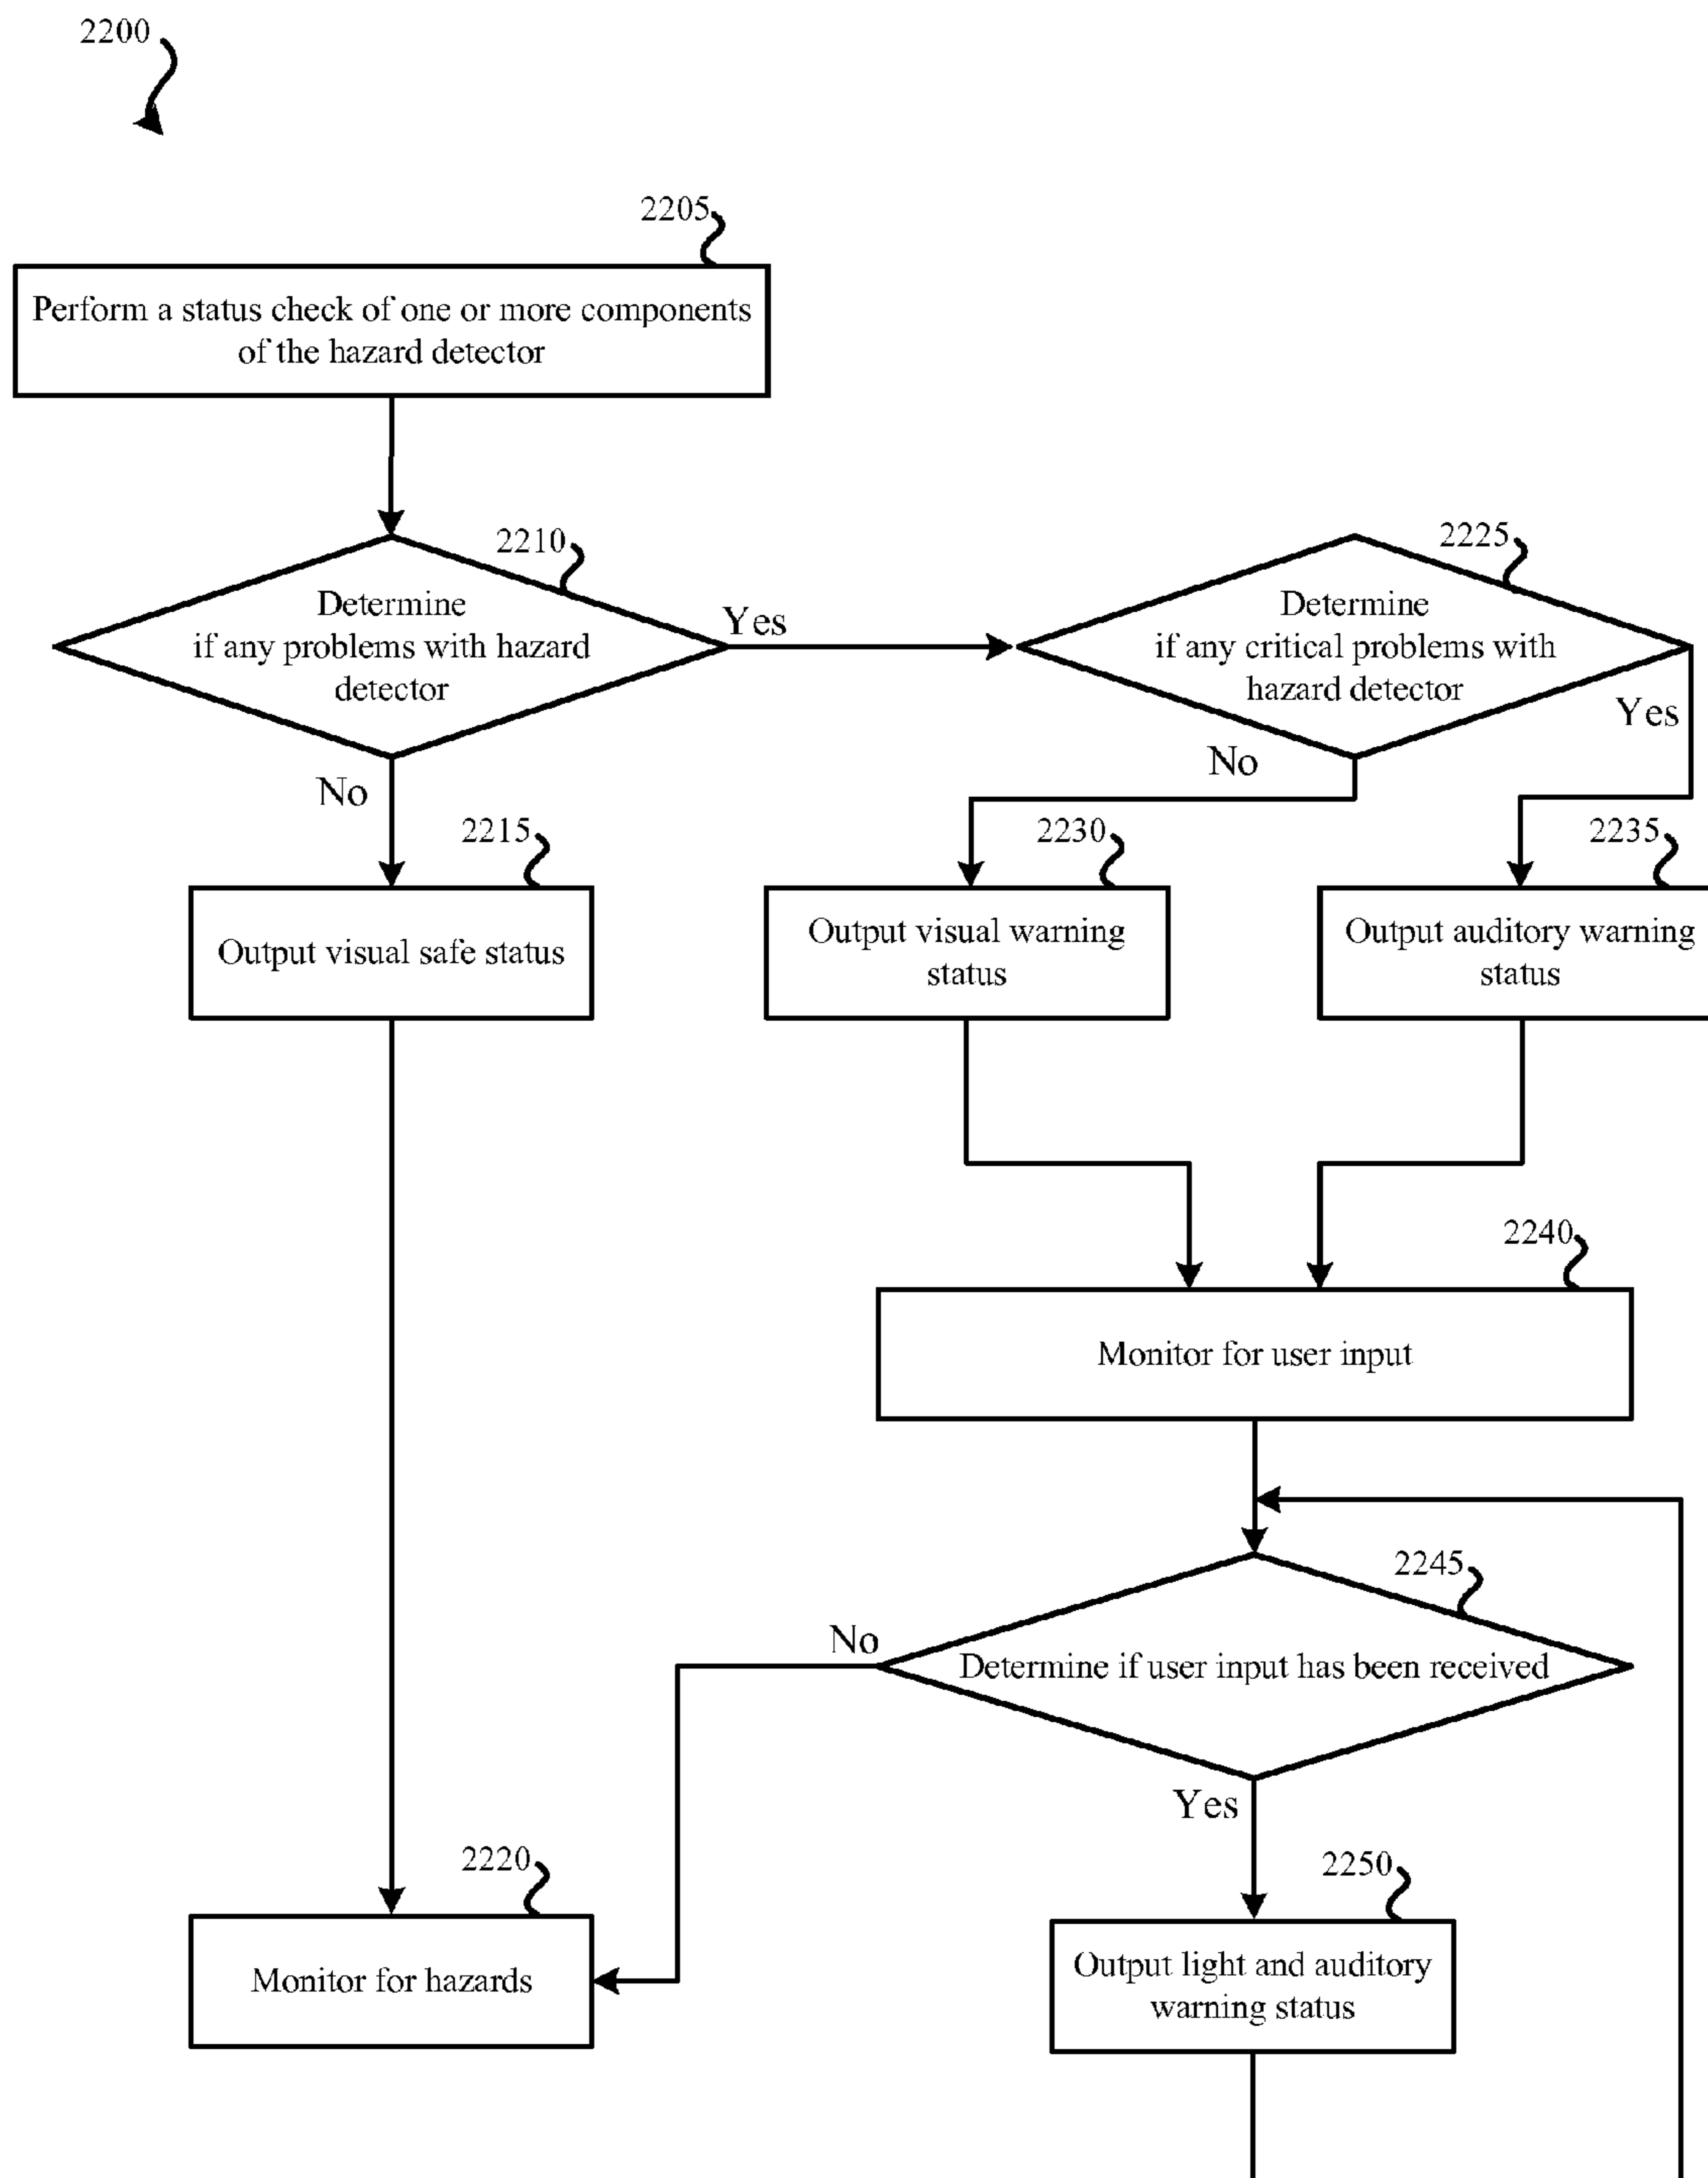 2200
2205
Perform a status check of one or more components
of the hazard detector
2210
Determine
if any problems with hazard
detector
Yes
No
2225
Determine
if any critical problems with
hazard detector
Yes
No
2215
Output visual safe status
2230
Output visual warning
status
2235
Output auditory warning
status
2240
Monitor for user input
2245
Determine if user input has been received
No
Yes
2220
Monitor for hazards
2250
Output light and auditory
warning status